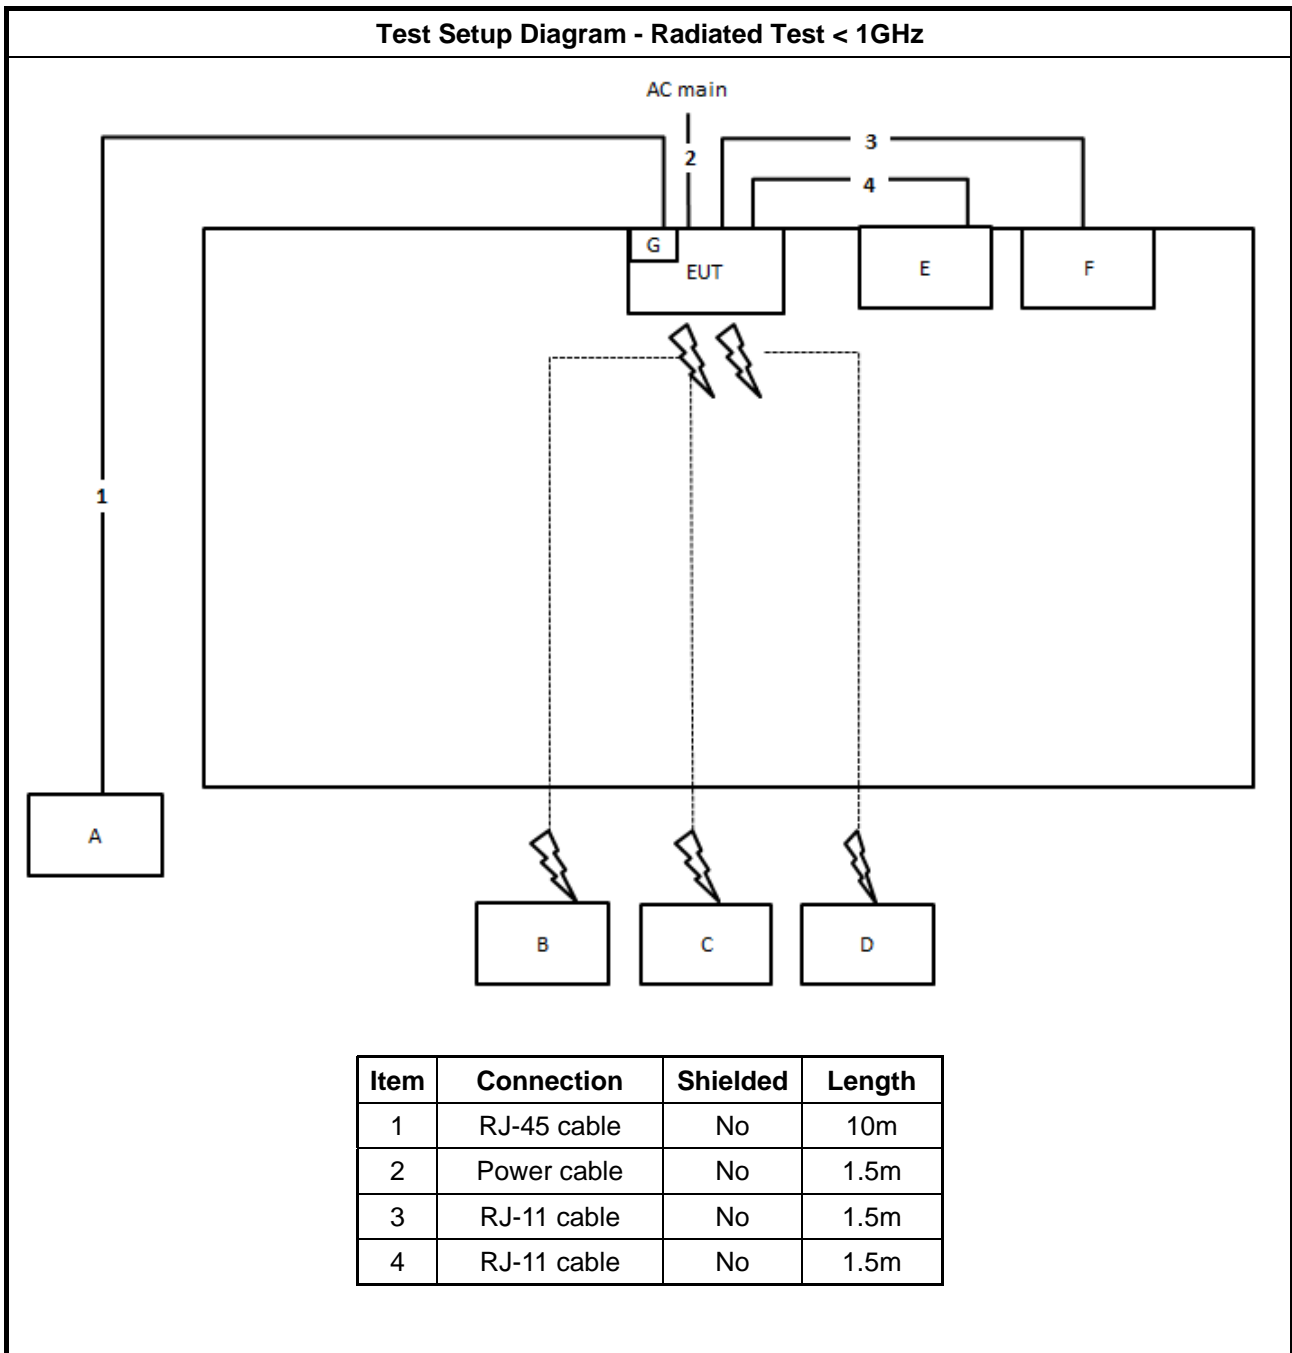 Test Setup Diagram - Radiated Test < 1GHz
AC main
2
3
4
G
EUT
E
F
1
A
B
C
D
Item Connection Shielded Length
1 RJ-45 cable No 10m
2 Power cable No 1.5m
3 RJ-11 cable No 1.5m
4 RJ-11 cable No 1.5m